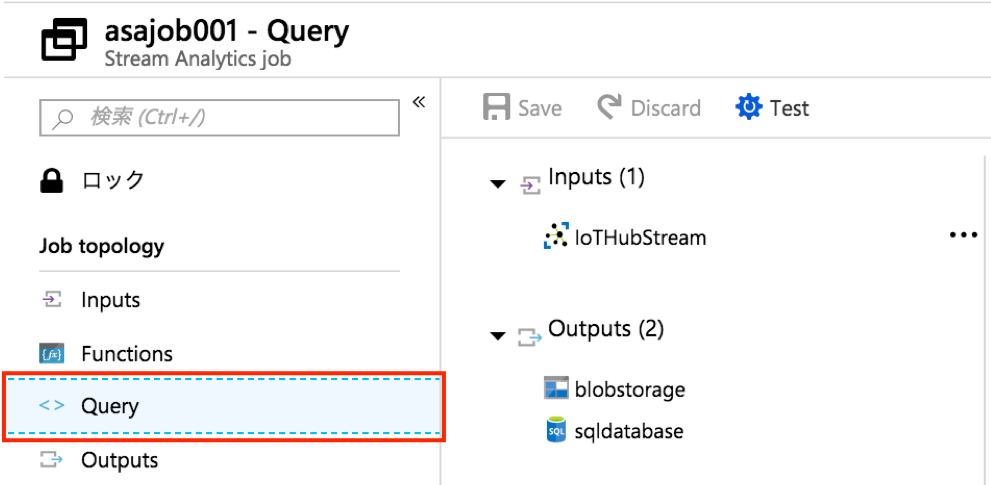 asajob001 - Query
Stream Analytics job
検索 (Ctrl+/)
«
ロック
Job topology
Inputs
Functions
Query
Outputs
Save
Discard
Test
Inputs (1)
IoTHubStream
Outputs (2)
blobstorage
SQL
sqldatabase